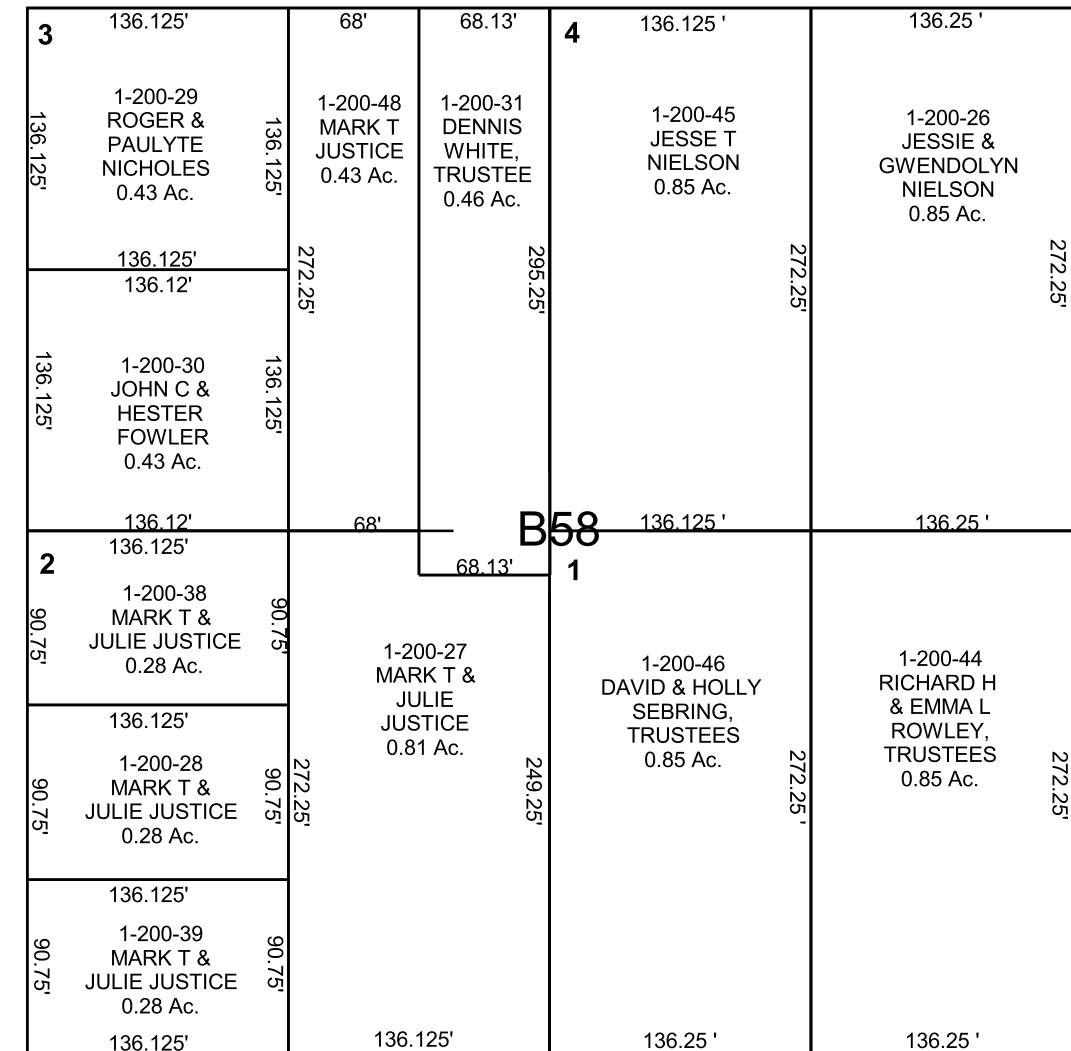 3
136.125'
1-200-29
ROGER &
PAULYTE
NICHOLES
0.43 Ac.
136.125'
136.125'
136.125'
68'
1-200-48
MARK T
JUSTICE
0.43 Ac.
272.25'
68'
68.13'
1-200-31
DENNIS
WHITE,
TRUSTEE
0.46 Ac.
295.25'
68.13'
4
136.125 '
1-200-45
JESSE T
NIELSON
0.85 Ac.
272.25'
136.125 '
136.25 '
1-200-26
JESSIE &
GWENDOLYN
NIELSON
0.85 Ac.
272.25'
136.25 '
136.12'
1-200-30
JOHN C &
HESTER
FOWLER
0.43 Ac.
136.125'
136.125'
136.12'
B58
2
136.125'
1-200-38
MARK T &
JULIE JUSTICE
0.28 Ac.
90.75'
90.75'
136.125'
1-200-28
MARK T &
JULIE JUSTICE
0.28 Ac.
90.75'
90.75'
136.125'
1-200-39
MARK T &
JULIE JUSTICE
0.28 Ac.
90.75'
90.75'
136.125'
1-200-27
MARK T &
JULIE
JUSTICE
0.81 Ac.
272.25'
249.25'
136.125'
1
1-200-46
DAVID & HOLLY
SEBRING,
TRUSTEES
0.85 Ac.
272.25 '
136.25 '
1-200-44
RICHARD H
& EMMA L
ROWLEY,
TRUSTEES
0.85 Ac.
272.25'
136.25 '